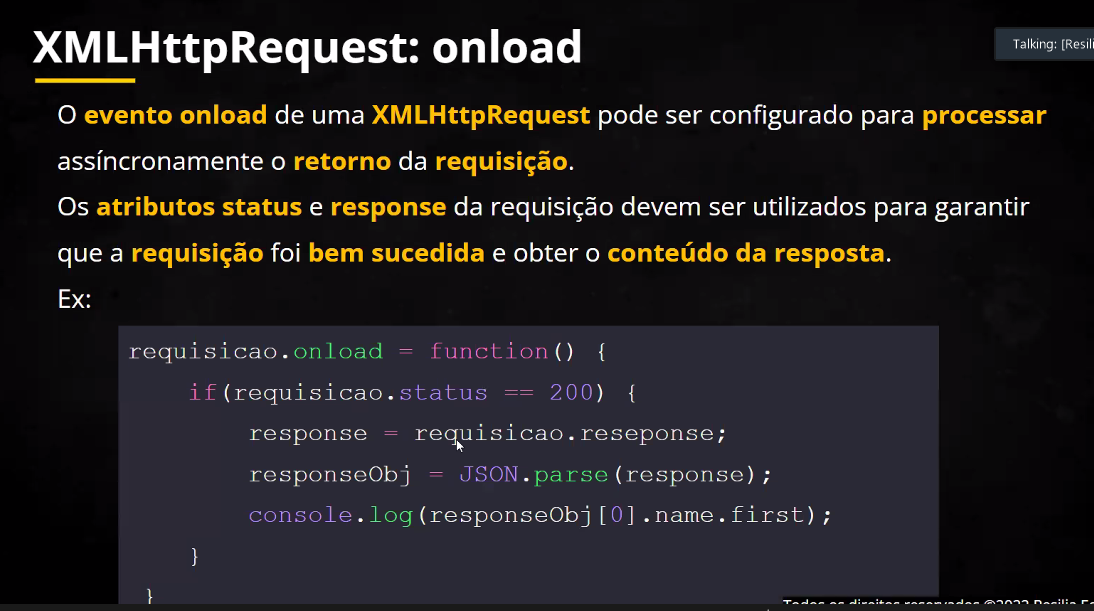 XMLHttpRequest: onload
Talking: [Resili
O evento onload de uma XMLHttpRequest pode ser configurado para processar
assíncronamente o retorno da requisição.
Os atributos status e response da requisição devem ser utilizados para garantir
que a requisição foi bem sucedida e obter o conteúdo da resposta.
Ex:
requisicao.onload = function() {
if(requisicao.status == 200) {
response = requisicao.reseponse;
responseObj = JSON.parse(response);
console.log(responseObj[0].name.first);
}
}
Todos os direitos reservados ©2022 Resilia